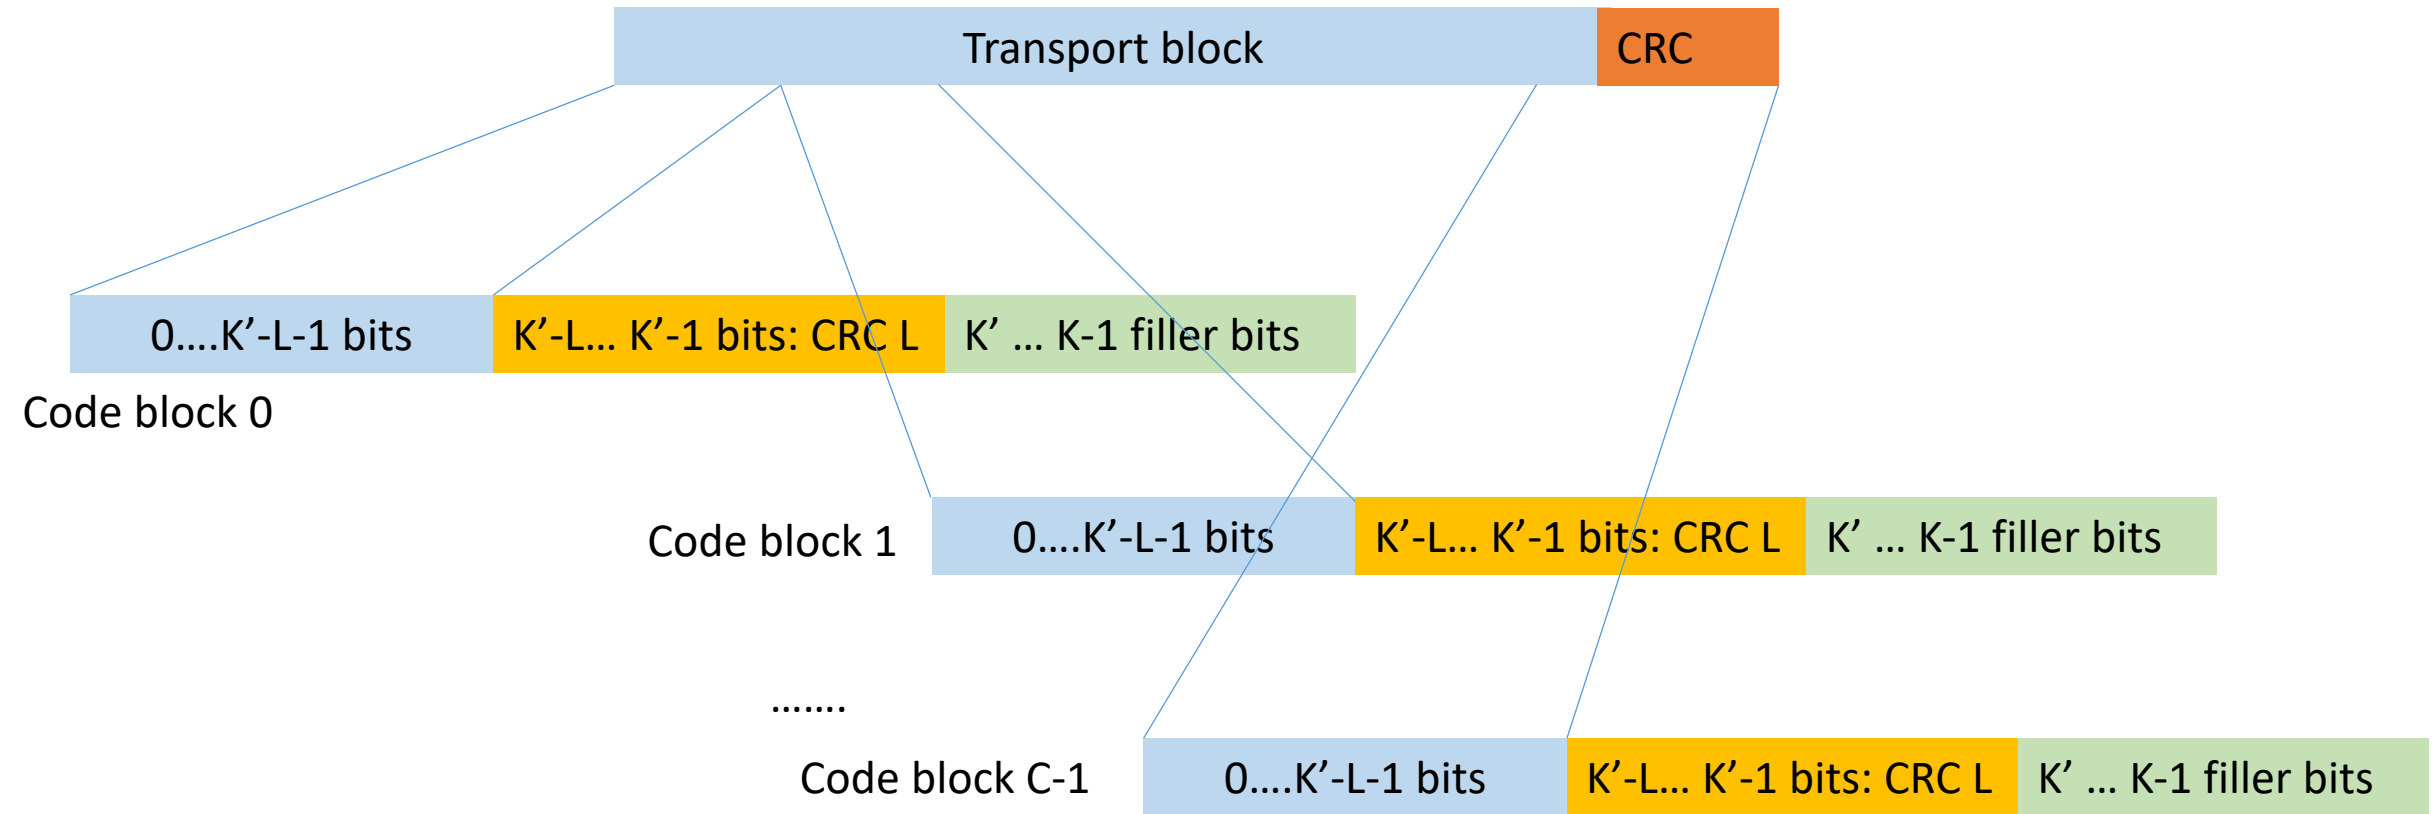 Transport block
CRC
0....K’-L-1 bits
K’-L... K’-1 bits: CRC L
K’ ... K-1 filler bits
Code block 0
Code block 1
0....K’-L-1 bits
K’-L... K’-1 bits: CRC L
K’ ... K-1 filler bits
.......
Code block C-1
0....K’-L-1 bits
K’-L... K’-1 bits: CRC L
K’ ... K-1 filler bits